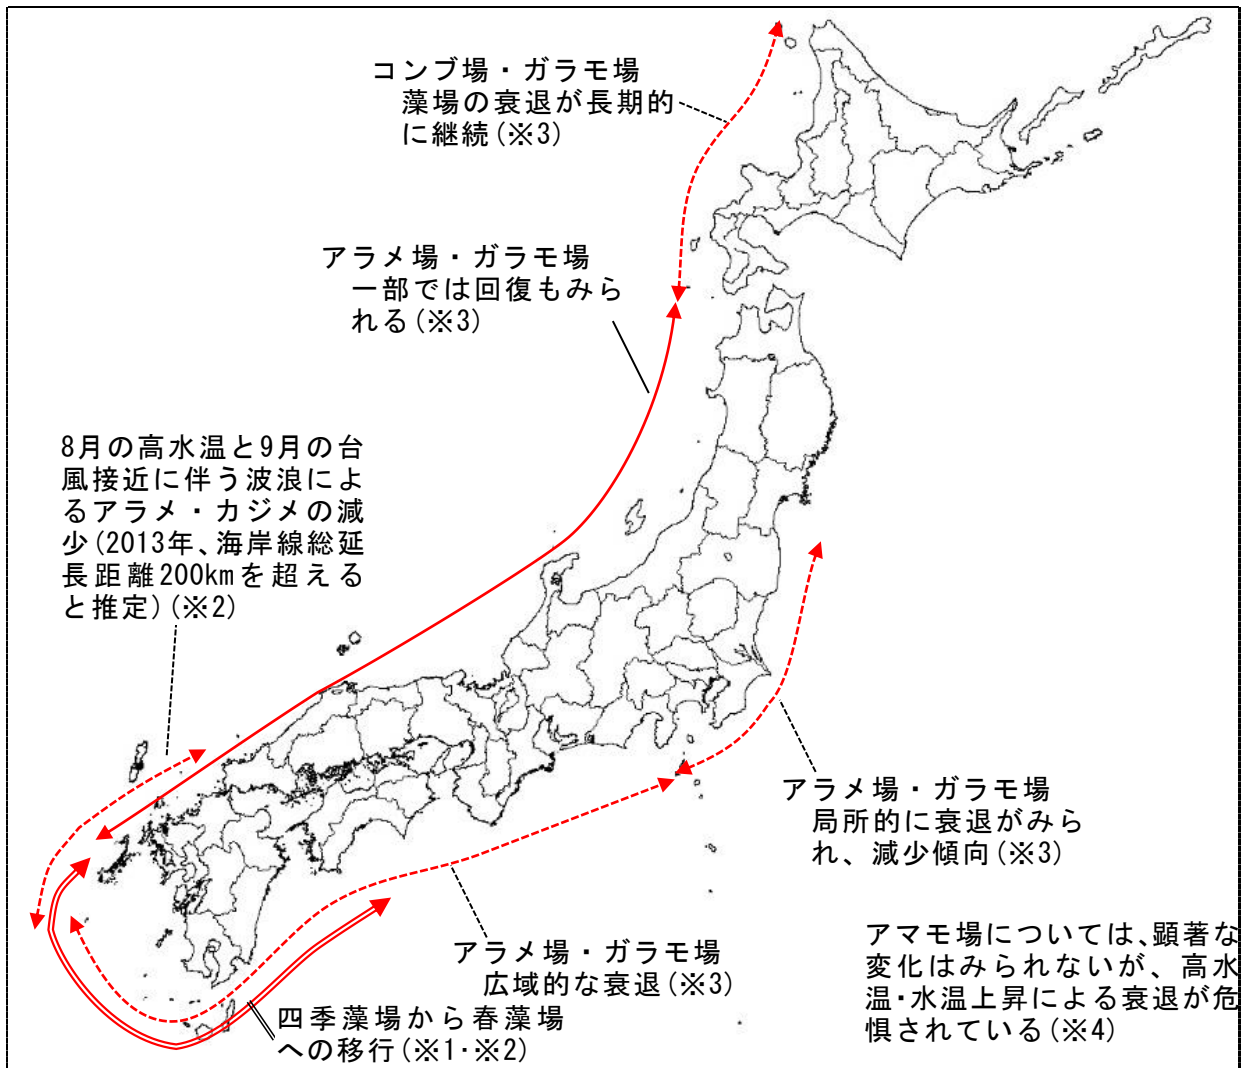 コンブ場・ガラモ場
藻場の衰退が長期的
に継続(※3)
アラメ場・ガラモ場
一部では回復もみら
れる(※3)
8月の高水温と9月の台
風接近に伴う波浪によ
るアラメ・カジメの減
少(2013年、海岸線総延
長距離200kmを超える
と推定)(※2)
アラメ場・ガラモ場
局所的に衰退がみら
れ、減少傾向(※3)
アラメ場・ガラモ場
広域的な衰退(※3)
四季藻場から春藻場
への移行(※1・※2)
アマモ場については、顕著な
変化はみられないが、高水
温・水温上昇による衰退が危
惧されている(※4)